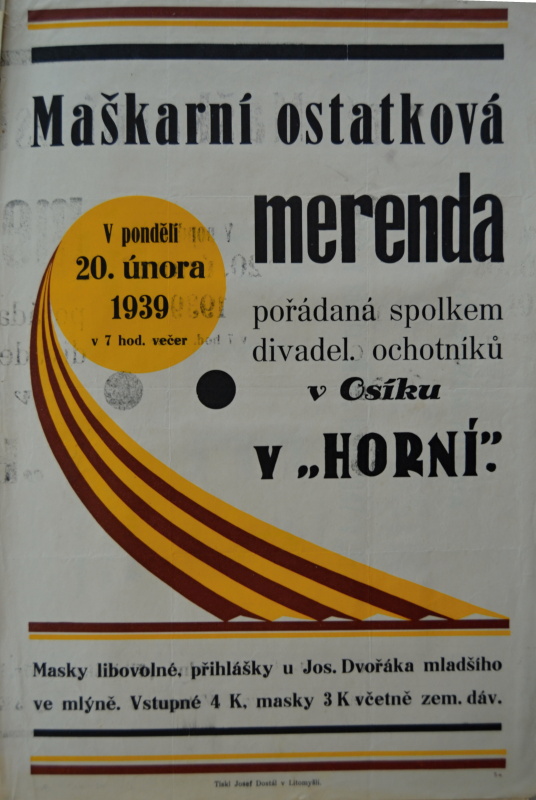 Maškarní ostatková
merenda
V pondělí
20. února
1939
v 7 hod. večer
pořádaná spolkem
divadel. ochotníků
v Osíku
v „HORNÍ”.
Masky libovolné, přihlášky u Jos. Dvořáka mladšího
ve mlýně. Vstupné 4 K, masky 3 K včetně zem. dáv.
Tiskl Josef Dostál v Litomyšli.